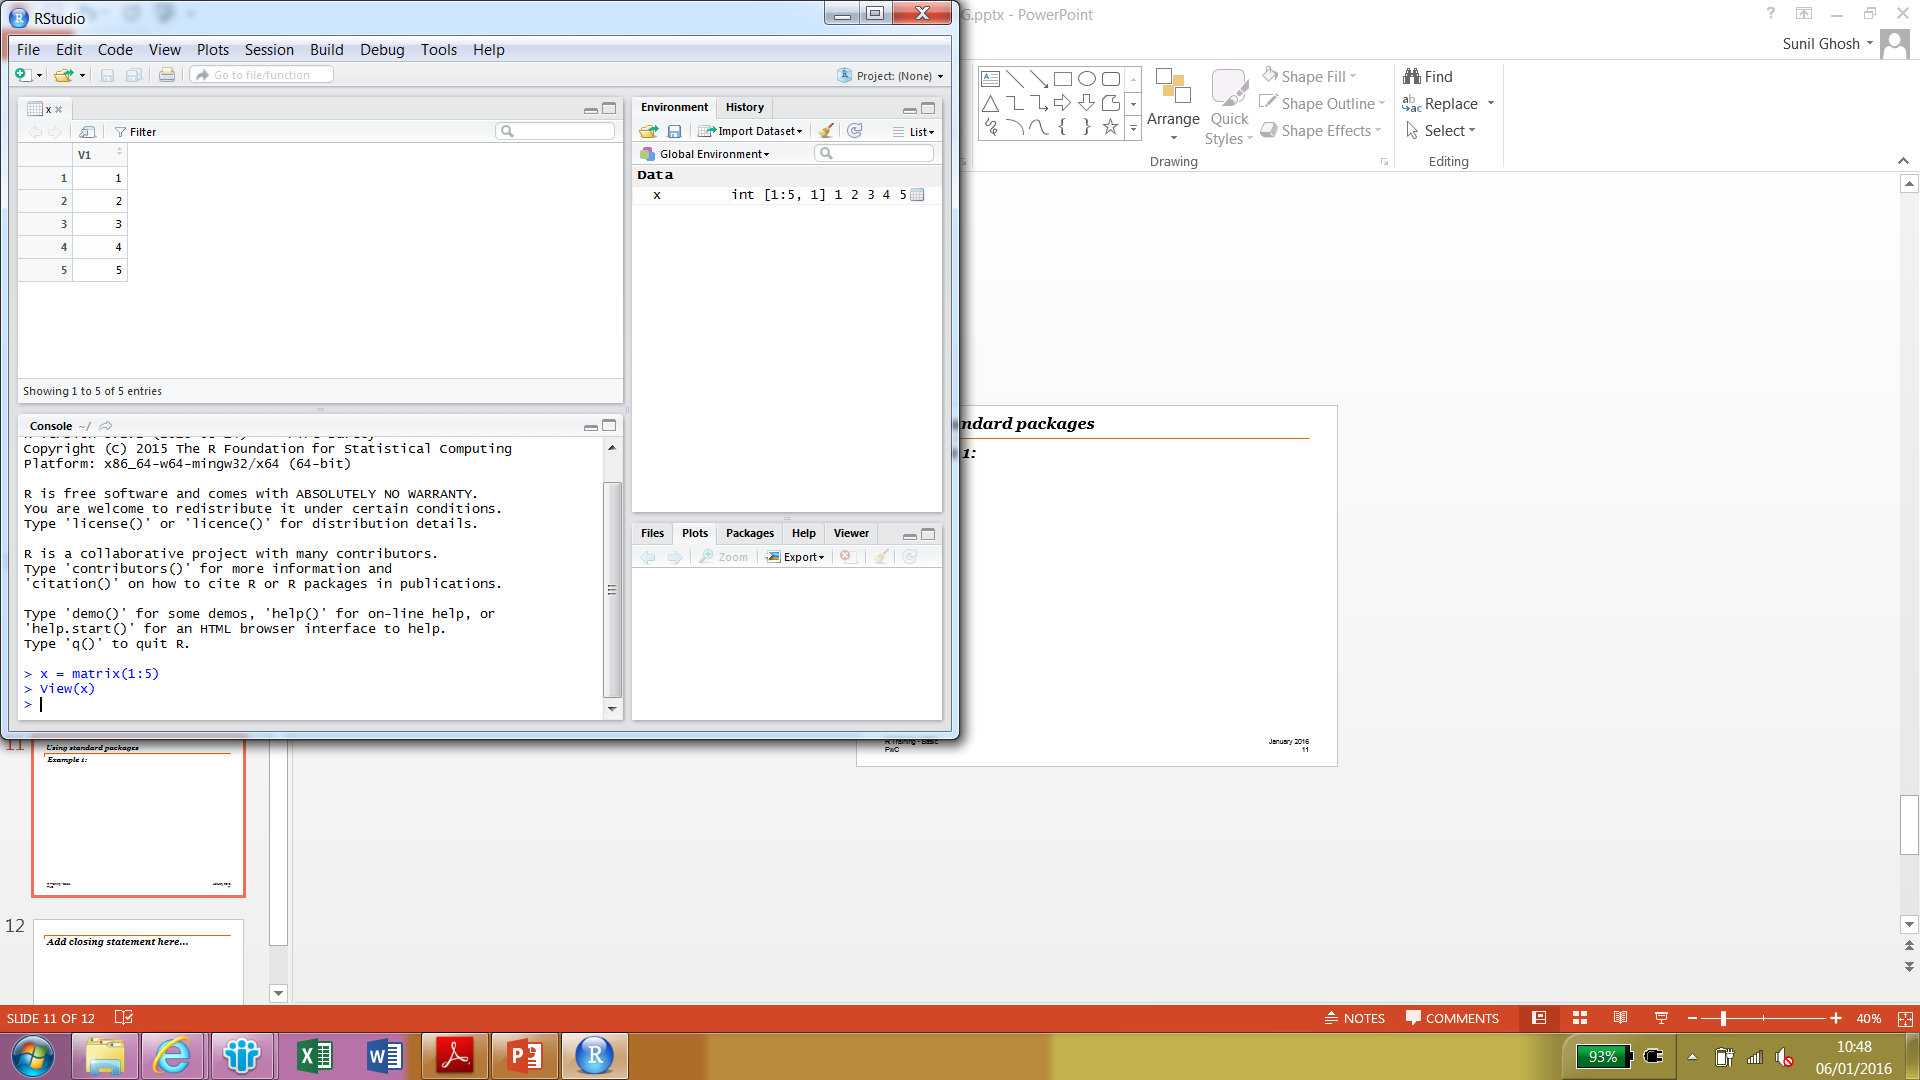 RStudio
File Edit Code View Plots Session Build Debug Tools Help
Go to file/function
Project: (None)
x
Filter
V1
1 1
2 2
3 3
4 4
5 5
Showing 1 to 5 of 5 entries
Console ~/
Copyright (C) 2015 The R Foundation for Statistical Computing
Platform: x86_64-w64-mingw32/x64 (64-bit)
R is free software and comes with ABSOLUTELY NO WARRANTY.
You are welcome to redistribute it under certain conditions.
Type 'license()' or 'licence()' for distribution details.
R is a collaborative project with many contributors.
Type 'contributors()' for more information and
'citation()' on how to cite R or R packages in publications.
Type 'demo()' for some demos, 'help()' for on-line help, or
'help.start()' for an HTML browser interface to help.
Type 'q()' to quit R.
> x = matrix(1:5)
> View(x)
>
Environment History
Import Dataset
List
Global Environment
Data
x int [1:5, 1] 1 2 3 4 5
Files Plots Packages Help Viewer
Zoom Export
G.pptx - PowerPoint
Sunil Ghosh
Arrange
Quick Styles
Shape Fill
Shape Outline
Shape Effects
Drawing
Find
Replace
Select
Editing
ndard packages
1:
R Training - Basic
PwC
January 2016
11
11
Using standard packages
Example 1:
12
Add closing statement here...
SLIDE 11 OF 12
NOTES COMMENTS 40%
93%
10:48
06/01/2016